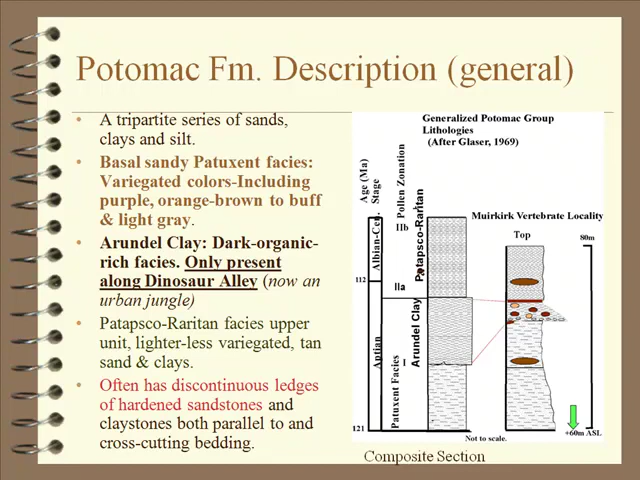 Potomac Fm. Description (general)
• A tripartite series of sands,
clays and silt.
• Basal sandy Patuxent facies:
Variegated colors-Including
purple, orange-brown to buff
& light gray.
• Arundel Clay: Dark-organic-
rich facies. Only present
along Dinosaur Alley (now an
urban jungle)
• Patapsco-Raritan facies upper
unit, lighter-less variegated, tan
sand & clays.
• Often has discontinuous ledges
of hardened sandstones and
claystones both parallel to and
cross-cutting bedding.
Generalized Potomac Group
Lithologies
(After Glaser, 1969)
Age (Ma)
Stage
Pollen Zonation
Albian-Cen.
Aptian
112
121
IIb
IIa
I
Patapsco-Raritan
Arundel Clay
Patuxent Facies
Muirkirk Vertebrate Locality
Top
80m
+60m ASL
Not to scale.
Composite Section